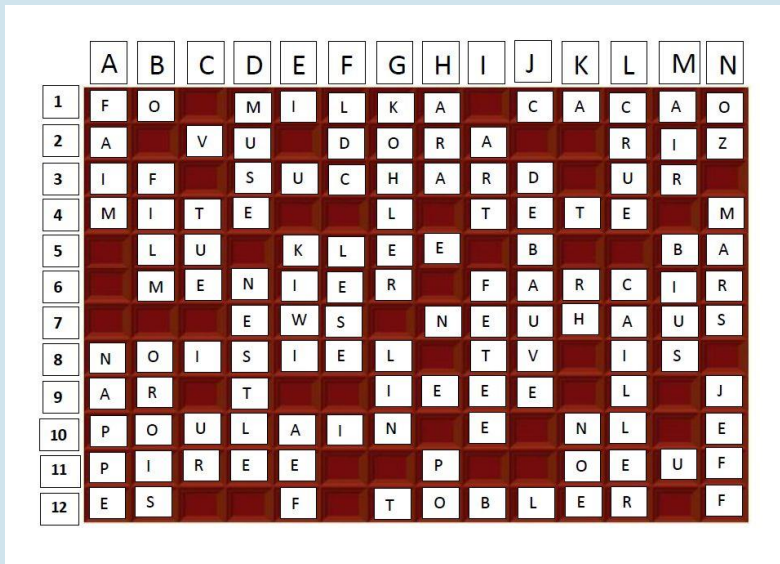 A B C D E F G H I J K L M N
1 F O M I L K A C A C A O
2 A V U D O R A R I Z
3 I F S U C H A R D U R
4 M I T E L T E T E M
5 L U K L E E B B A
6 M E N I E R F A R C I R
7 E W S N E U H A U S
8 N O I S I E L T V I S
9 A R T I E E E L J
10 P O U L A I N E N L E
11 P I R E E P O E U F
12 E S F T O B L E R F